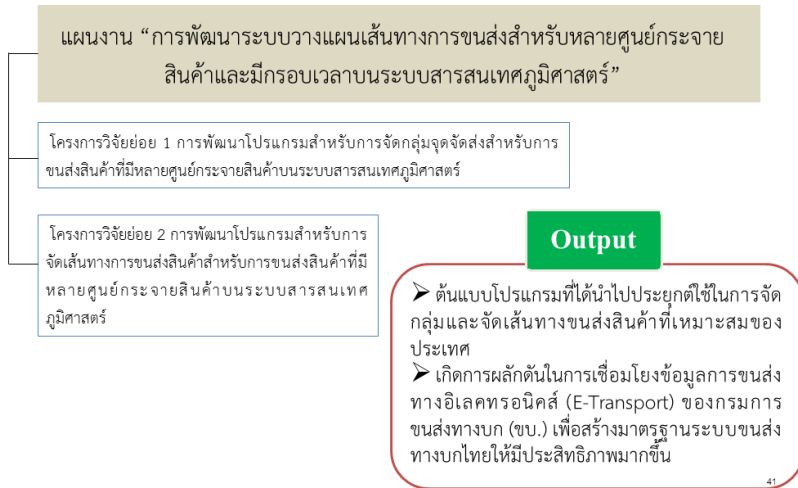 แผนงาน “การพัฒนาระบบวางแผนเส้นทางการขนส่งสำหรับหลายศูนย์กระจาย
สินค้าและมีกรอบเวลาบนระบบสารสนเทศภูมิศาสตร์”
โครงการวิจัยย่อย 1 การพัฒนาโปรแกรมสำหรับการจัดกลุ่มจุดจัดส่งสำหรับการ
ขนส่งสินค้าที่มีหลายศูนย์กระจายสินค้าบนระบบสารสนเทศภูมิศาสตร์
โครงการวิจัยย่อย 2 การพัฒนาโปรแกรมสำหรับการ
จัดเส้นทางการขนส่งสินค้าสำหรับการขนส่งสินค้าที่มี
หลายศูนย์กระจายสินค้าบนระบบสารสนเทศ
ภูมิศาสตร์
Output
➢ ต้นแบบโปรแกรมที่ได้นำไปประยุกต์ใช้ในการจัด
กลุ่มและจัดเส้นทางขนส่งสินค้าที่เหมาะสมของ
ประเทศ
➢ เกิดการผลักดันในการเชื่อมโยงข้อมูลการขนส่ง
ทางอิเลคทรอนิคส์ (E-Transport) ของกรมการ
ขนส่งทางบก (ขบ.) เพื่อสร้างมาตรฐานระบบขนส่ง
ทางบกไทยให้มีประสิทธิภาพมากขึ้น
41